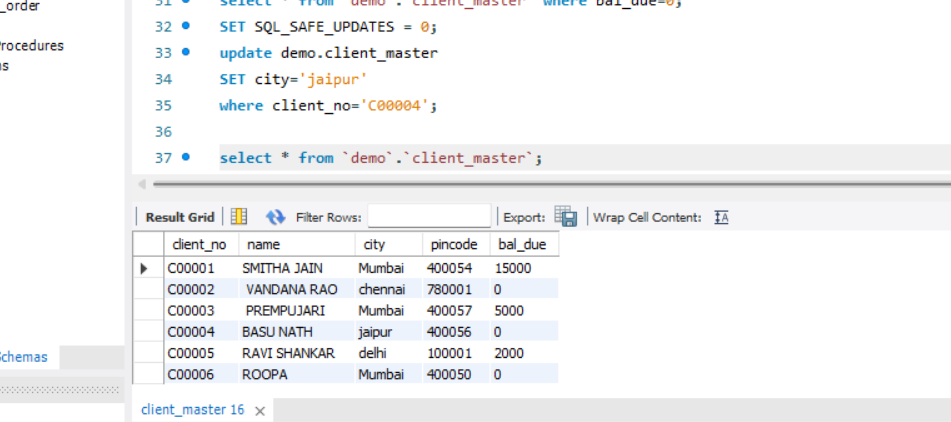 _order
rocedures
s
Schemas
31 select * from `demo`.`client_master` where bal_due=0;
32 SET SQL_SAFE_UPDATES = 0;
33 update demo.client_master
34 SET city='jaipur'
35 where client_no='C00004';
36
37 select * from `demo`.`client_master`;
Result Grid Filter Rows: Export: Wrap Cell Content: IA
client_no name city pincode bal_due
C00001 SMITHA JAIN Mumbai 400054 15000
C00002 VANDANA RAO chennai 780001 0
C00003 PREMPUJARI Mumbai 400057 5000
C00004 BASU NATH jaipur 400056 0
C00005 RAVI SHANKAR delhi 100001 2000
C00006 ROOPA Mumbai 400050 0
client_master 16 ×